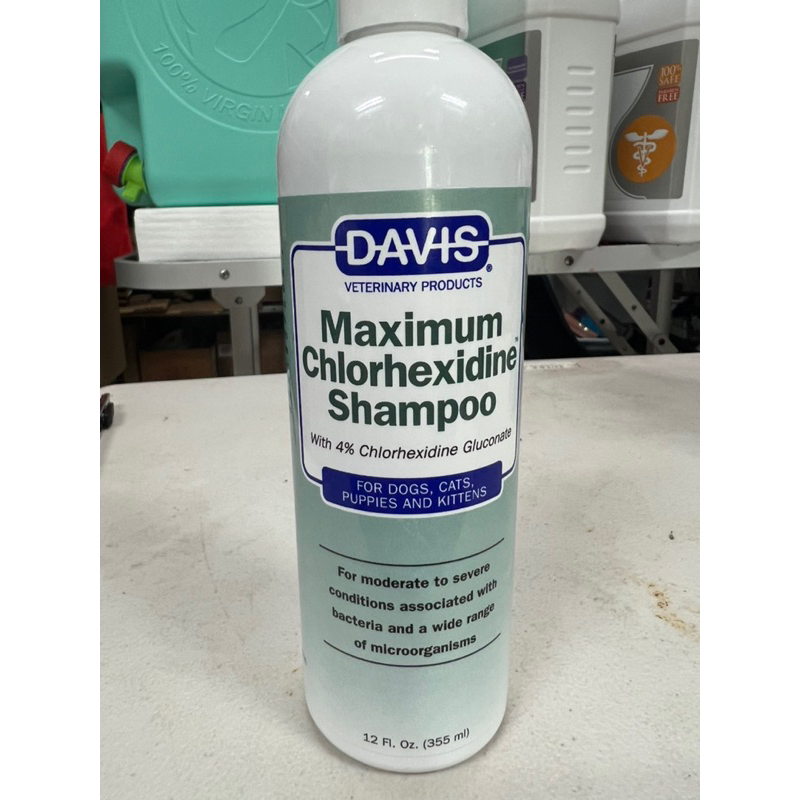 100% VIRGIN
100%
SAFE
FREE
DAVIS®
VETERINARY PRODUCTS
Maximum
Chlorhexidine™
Shampoo
With 4% Chlorhexidine Gluconate
FOR DOGS, CATS,
PUPPIES AND KITTENS
For moderate to severe
conditions associated with
bacteria and a wide range
of microorganisms
12 Fl. Oz. (355 ml)